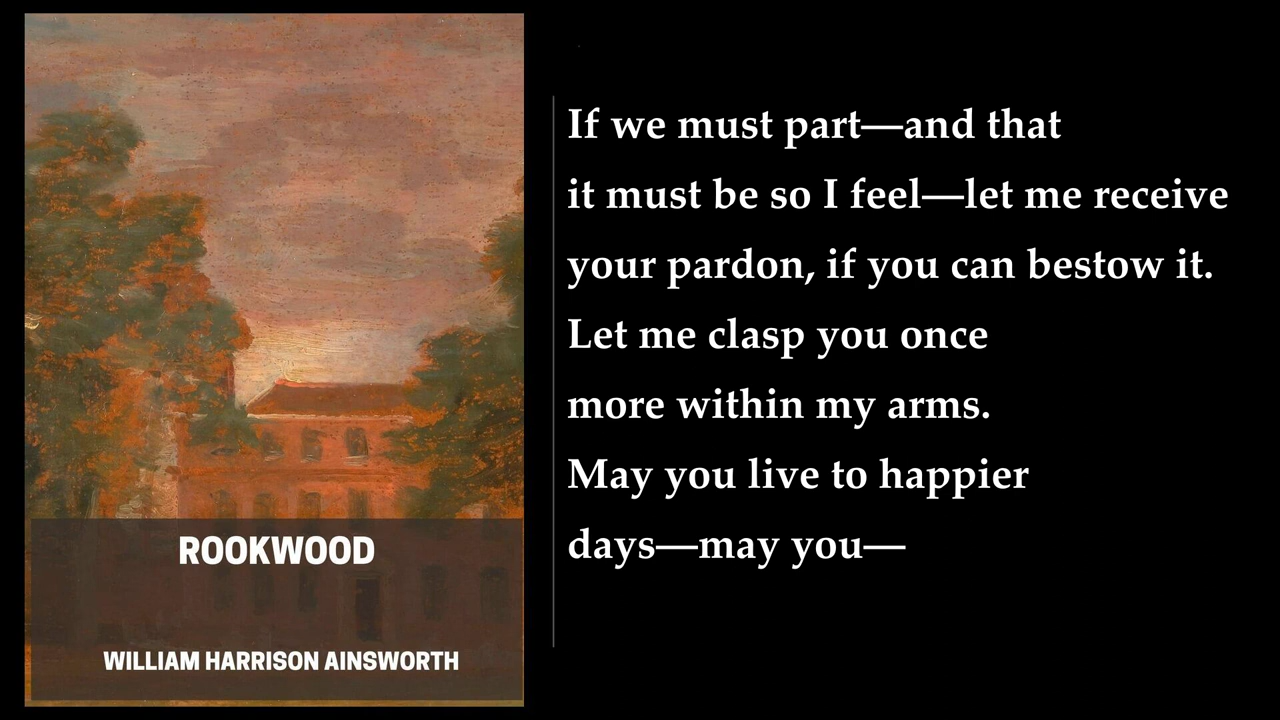 ROOKWOOD
WILLIAM HARRISON AINSWORTH
If we must part—and that
it must be so I feel—let me receive
your pardon, if you can bestow it.
Let me clasp you once
more within my arms.
May you live to happier
days—may you—